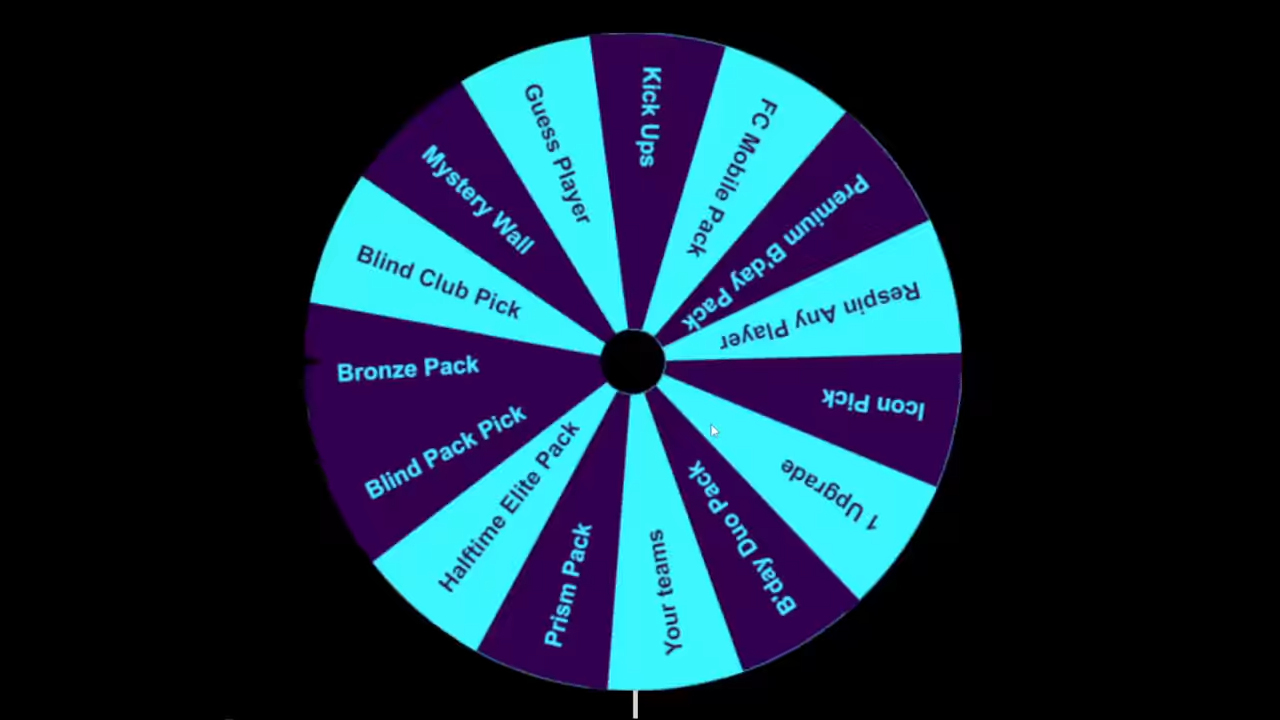 Kick Ups
FC Mobile Pack
Premium B'day Pack
Respin Any Player
Icon Pick
1 Upgrade
B'day Duo Pack
Your teams
Prism Pack
Halftime Elite Pack
Blind Pack Pick
Bronze Pack
Blind Club Pick
Mystery Wall
Guess Player